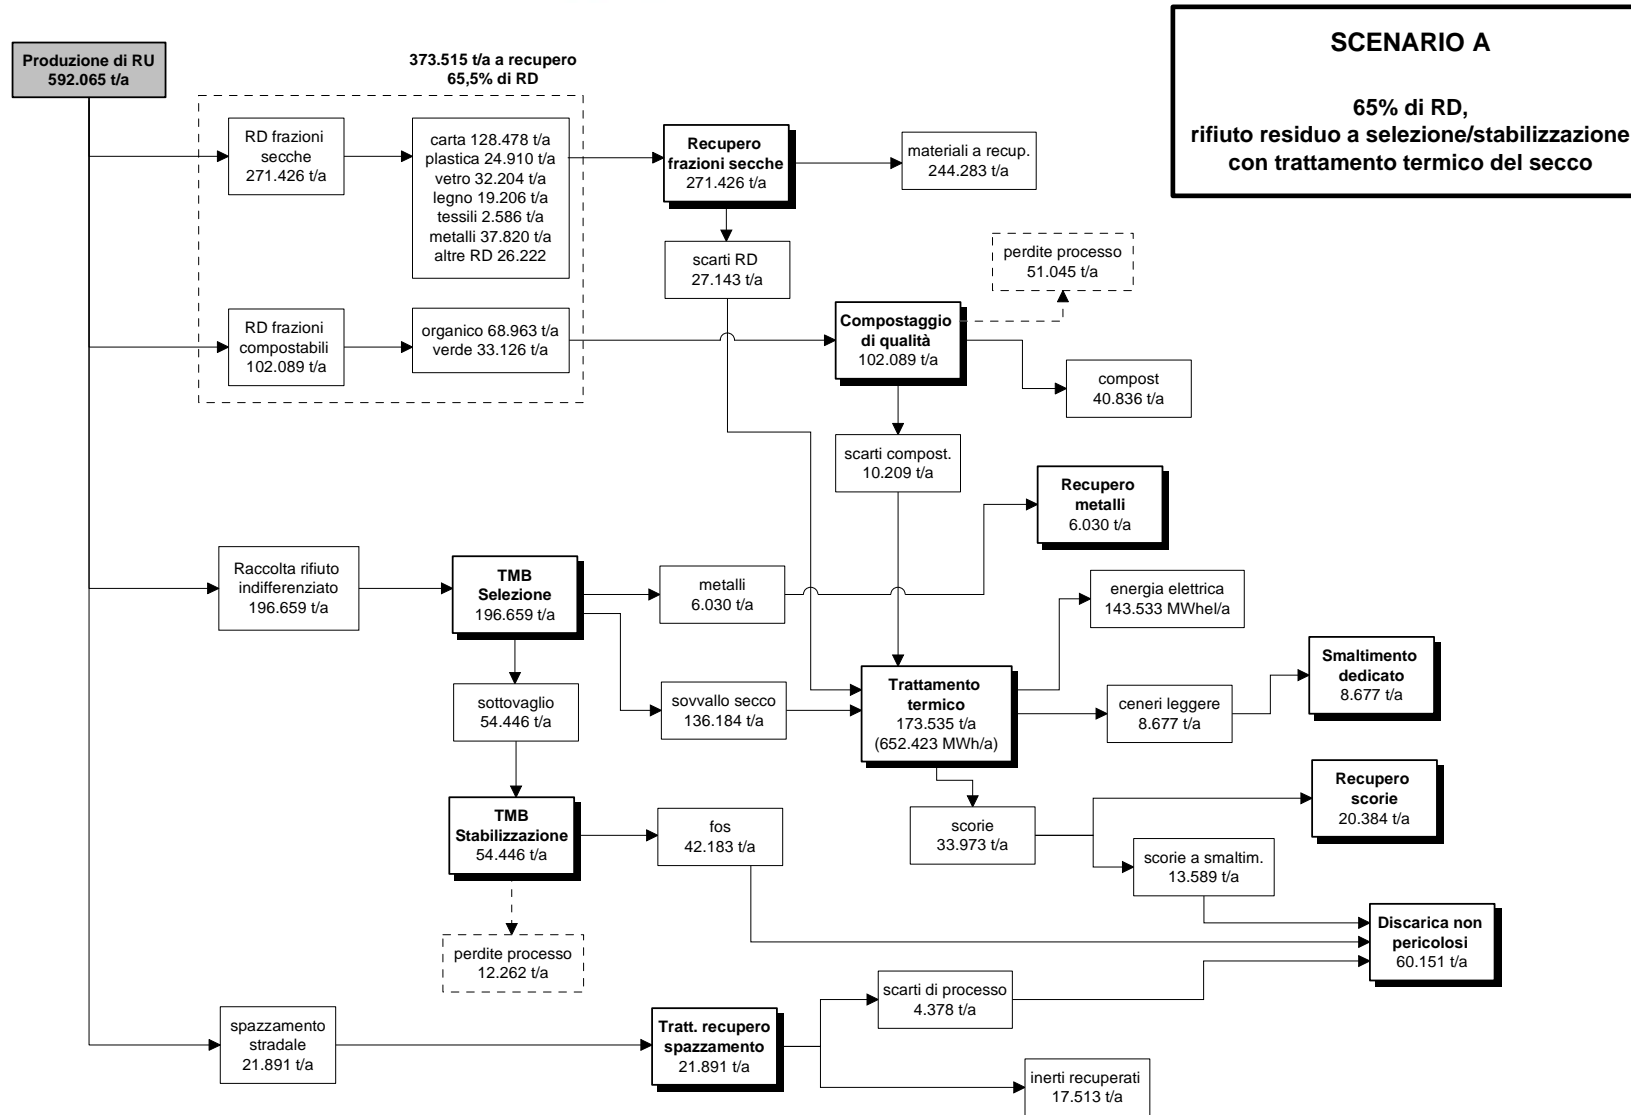 SCENARIO A
65% di RD,
rifiuto residuo a selezione/stabilizzazione
con trattamento termico del secco
Produzione di RU
592.065 t/a
373.515 t/a a recupero
65,5% di RD
RD frazioni
secche
271.426 t/a
carta 128.478 t/a
plastica 24.910 t/a
vetro 32.204 t/a
legno 19.206 t/a
tessili 2.586 t/a
metalli 37.820 t/a
altre RD 26.222
Recupero
frazioni secche
271.426 t/a
materiali a recup.
244.283 t/a
scarti RD
27.143 t/a
perdite processo
51.045 t/a
RD frazioni
compostabili
102.089 t/a
organico 68.963 t/a
verde 33.126 t/a
Compostaggio
di qualità
102.089 t/a
compost
40.836 t/a
scarti compost.
10.209 t/a
Recupero
metalli
6.030 t/a
Raccolta rifiuto
indifferenziato
196.659 t/a
TMB
Selezione
196.659 t/a
metalli
6.030 t/a
energia elettrica
143.533 MWhel/a
sottovaglio
54.446 t/a
sovvallo secco
136.184 t/a
Trattamento
termico
173.535 t/a
(652.423 MWh/a)
ceneri leggere
8.677 t/a
Smaltimento
dedicato
8.677 t/a
TMB
Stabilizzazione
54.446 t/a
fos
42.183 t/a
scorie
33.973 t/a
Recupero
scorie
20.384 t/a
scorie a smaltim.
13.589 t/a
perdite processo
12.262 t/a
Discarica non
pericolosi
60.151 t/a
scarti di processo
4.378 t/a
spazzamento
stradale
21.891 t/a
Tratt. recupero
spazzamento
21.891 t/a
inerti recuperati
17.513 t/a